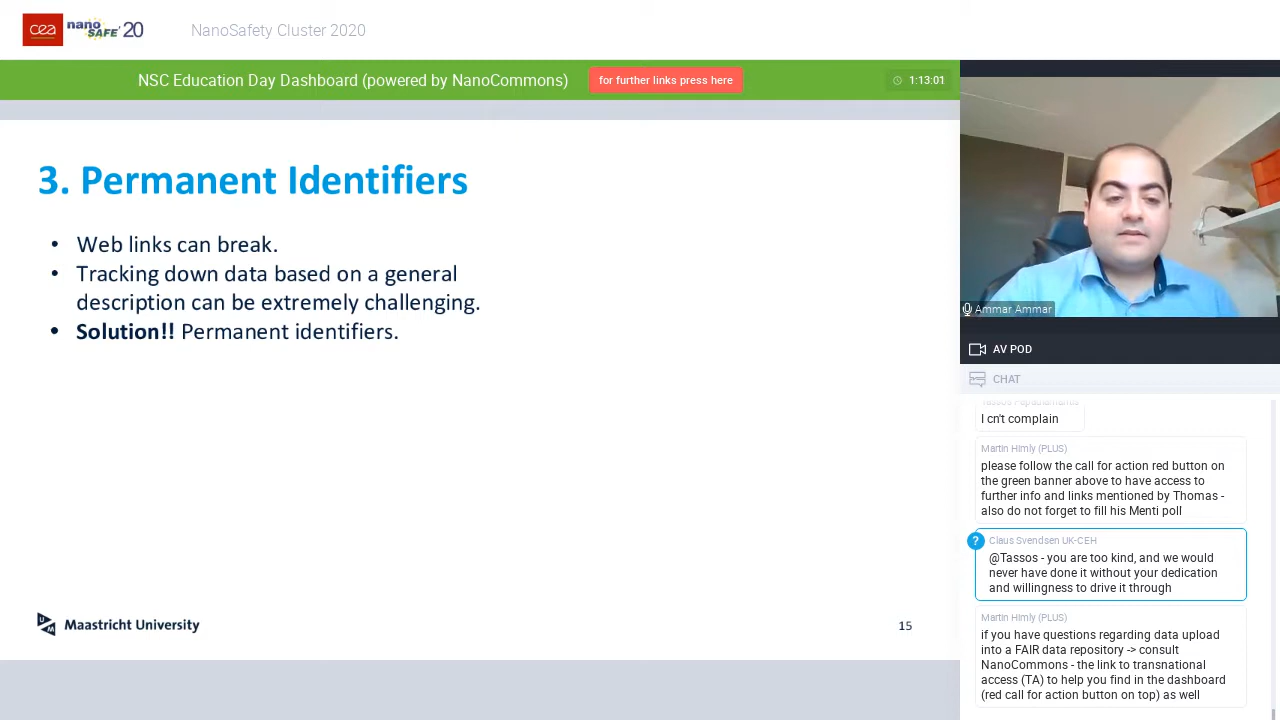 cea nano SAFE' 20
NanoSafety Cluster 2020
NSC Education Day Dashboard (powered by NanoCommons)
for further links press here
1:13:01
3. Permanent Identifiers
• Web links can break.
• Tracking down data based on a general
description can be extremely challenging.
• Solution!! Permanent identifiers.
Maastricht University
15
Ammar Ammar
AV POD
CHAT
I cn't complain
Martin Himly (PLUS)
please follow the call for action red button on
the green banner above to have access to
further info and links mentioned by Thomas -
also do not forget to fill his Menti poll
?
Claus Svendsen UK-CEH
@Tassos - you are too kind, and we would
never have done it without your dedication
and willingness to drive it through
Martin Himly (PLUS)
if you have questions regarding data upload
into a FAIR data repository -> consult
NanoCommons - the link to transnational
access (TA) to help you find in the dashboard
(red call for action button on top) as well